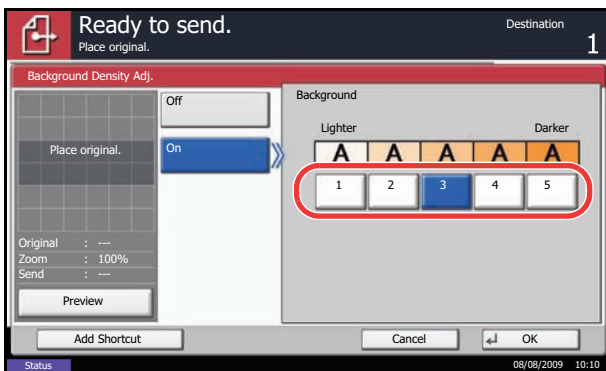 Ready to send.
Destination
Place original.
1
Background Density Adj.
Place original.
Original : ---
Zoom : 100%
Send : ---
Preview
Off
On
Background
Lighter Darker
A A A A A
1 2 3 4 5
Add Shortcut
Cancel
OK
Status
08/08/2009 10:10